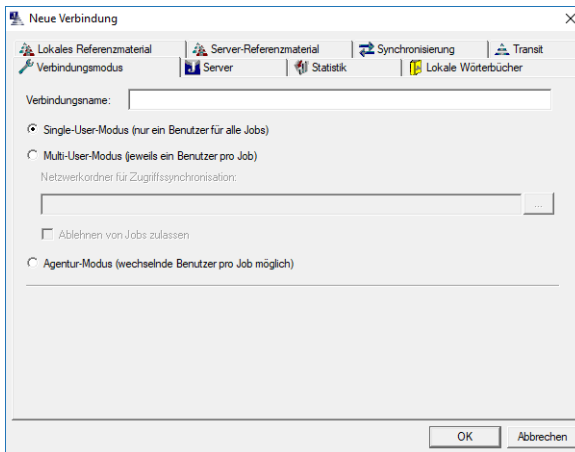 Neue Verbindung
Lokales Referenzmaterial Server-Referenzmaterial Synchronisierung Transit
Verbindungsmodus Server Statistik Lokale Wörterbücher
Verbindungsname:
Single-User-Modus (nur ein Benutzer für alle Jobs)
Multi-User-Modus (jeweils ein Benutzer pro Job)
Netzwerkordner für Zugriffssynchronisation:
...
Ablehnen von Jobs zulassen
Agentur-Modus (wechselnde Benutzer pro Job möglich)
OK Abbrechen